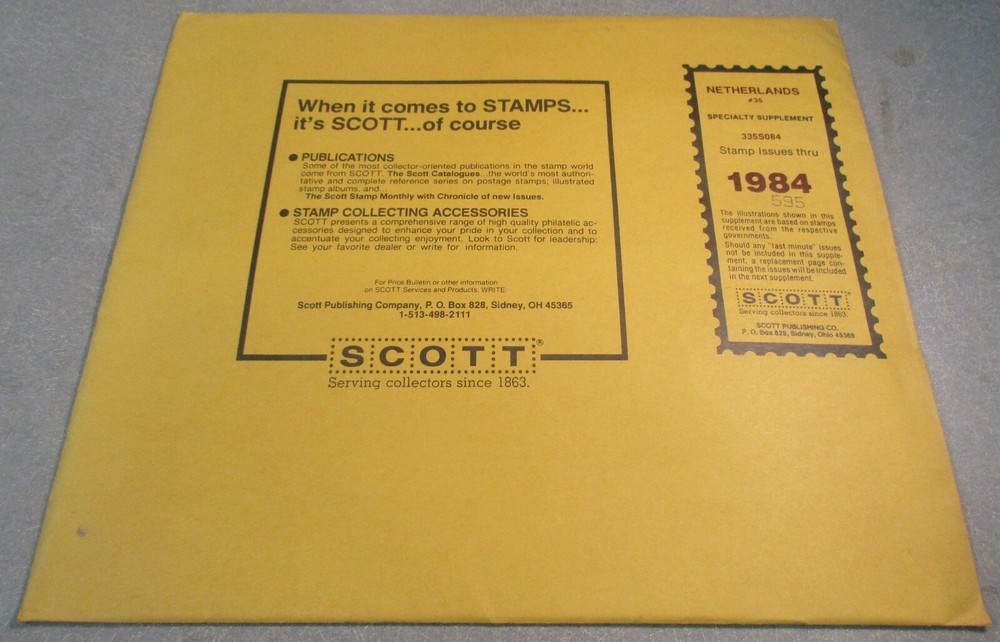 When it comes to STAMPS...
it's SCOTT...of course
● PUBLICATIONS
Some of the most collector-oriented publications in the stamp world
come from SCOTT. The Scott Catalogues...the world's most authori-
tative and complete reference series on postage stamps; illustrated
stamp albums, and...
The Scott Stamp Monthly with Chronicle of new Issues.
● STAMP COLLECTING ACCESSORIES
SCOTT presents a comprehensive range of high quality philatelic ac-
cessories designed to enhance your pride in your collection and to
accentuate your collecting enjoyment. Look to Scott for leadership:
See your favorite dealer or write for information.
For Price Bulletin or other information
on SCOTT Services and Products, WRITE:
Scott Publishing Company, P. O. Box 828, Sidney, OH 45365
1-513-498-2111
SCOTT®
Serving collectors since 1863.
NETHERLANDS
#35
SPECIALTY SUPPLEMENT
335S084
Stamp Issues thru
1984
595
The illustrations shown in this
supplement are based on stamps
received from the respective
governments.
Should any "last minute" issues
not be included in this supple-
ment, a replacement page con-
taining the issues will be included
in the next supplement.
SCOTT®
Serving collectors since 1863.
SCOTT PUBLISHING CO.
P. O. Box 828, Sidney, Ohio 45365